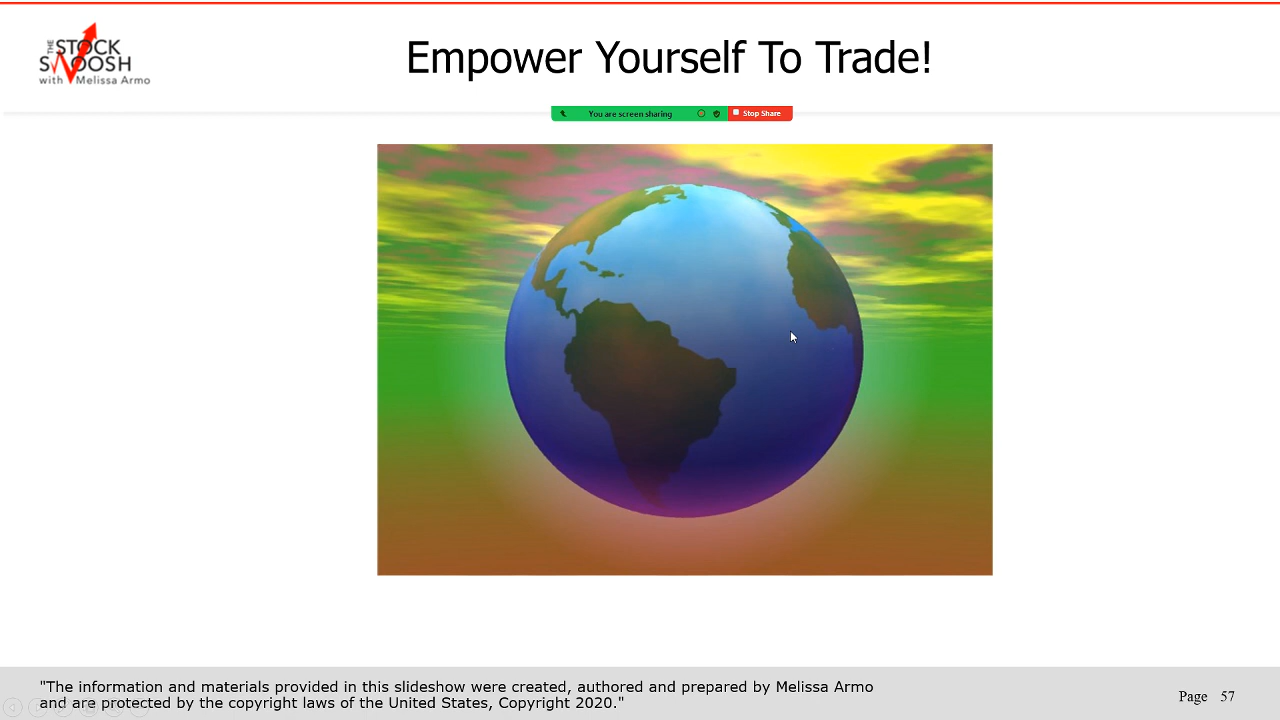 THE
STOCK
SWOOSH
with Melissa Armo
Empower Yourself To Trade!
You are screen sharing
Stop Share
"The information and materials provided in this slideshow were created, authored and prepared by Melissa Armo
and are protected by the copyright laws of the United States, Copyright 2020."
Page 57